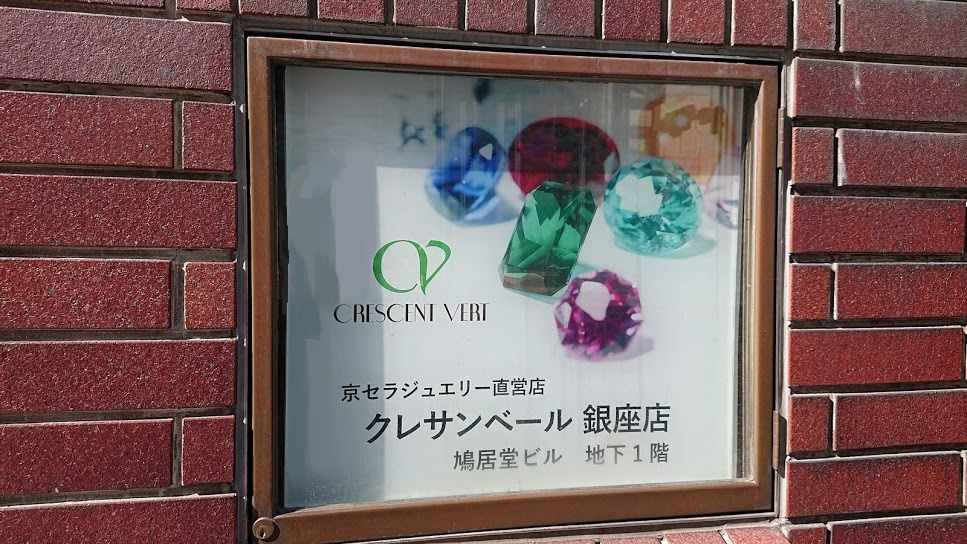 CRESCENT VERT
京セラジュエリー直営店
クレサンベール 銀座店
鳩居堂ビル　地下1階